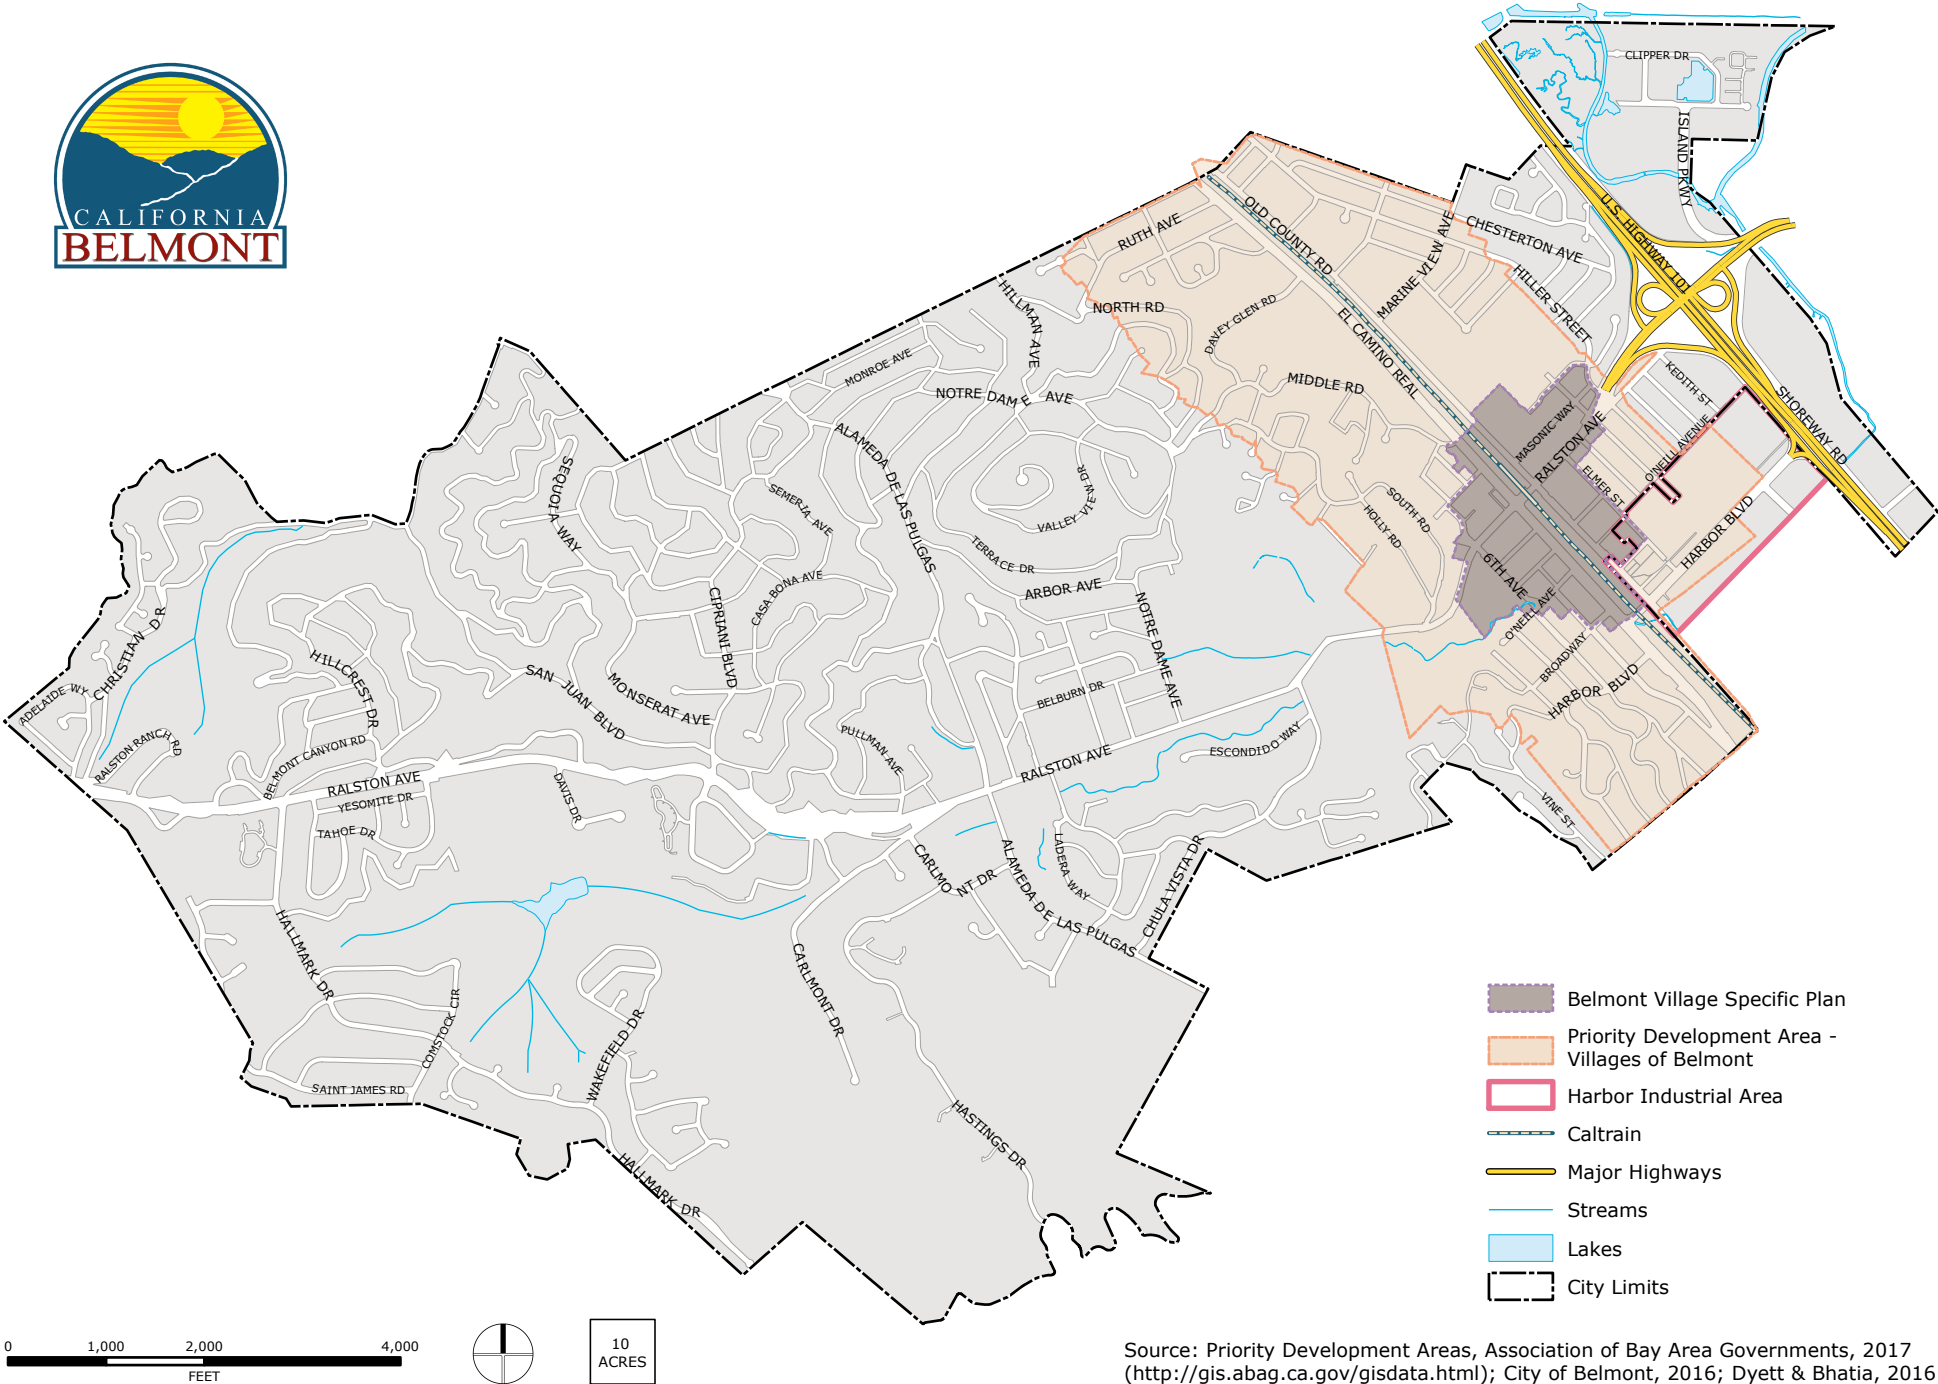 CALIFORNIA
BELMONT
CLIPPER DR
ISLAND PKWY
U.S. HIGHWAY 101
OLD COUNTY RD
RUTH AVE
CHESTERTON AVE
MARINE VIEW AVE
HILLER STREET
HILLMAN AVE
NORTH RD
DAVEY GLEN RD
EL CAMINO REAL
MONROE AVE
MIDDLE RD
KEDITH ST
SHOREWAY RD
NOTRE DAME AVE
MASONIC WAY
RALSTON AVE
O'NEILL AVENUE
ALAMEDA DE LAS PULGAS
SEQUOIA WAY
SEMERIA AVE
VALLEY VIEW DR
SOUTH RD
HOLLY RD
ELMER ST
HARBOR BLVD
TERRACE DR
6TH AVE
ARBOR AVE
CASA BONA AVE
CIPRIANI BLVD
NOTRE DAME AVE
O'NEILL AVE
BROADWAY
HARBOR BLVD
CHRISTIAN DR
HILLCREST DR
SAN JUAN BLVD
MONSERAT AVE
BELBURN DR
ADELAIDE WY
RALSTON RANCH RD
BELMONT CANYON RD
PULLMAN AVE
ESCONDIDO WAY
RALSTON AVE
RALSTON AVE
YESOMITE DR
DAVIS DR
TAHOE DR
VINE ST
CARLMONT DR
ALAMEDA DE LAS PULGAS
LADERA WAY
CHULA VISTA DR
HALLMARK DR
CARLMONT DR
COMSTOCK CIR
WAKEFIELD DR
SAINT JAMES RD
HASTINGS DR
HALLMARK DR
Belmont Village Specific Plan
Priority Development Area -
Villages of Belmont
Harbor Industrial Area
Caltrain
Major Highways
Streams
Lakes
City Limits
0 1,000 2,000 4,000
FEET
10
ACRES
Source: Priority Development Areas, Association of Bay Area Governments, 2017
(http://gis.abag.ca.gov/gisdata.html); City of Belmont, 2016; Dyett & Bhatia, 2016